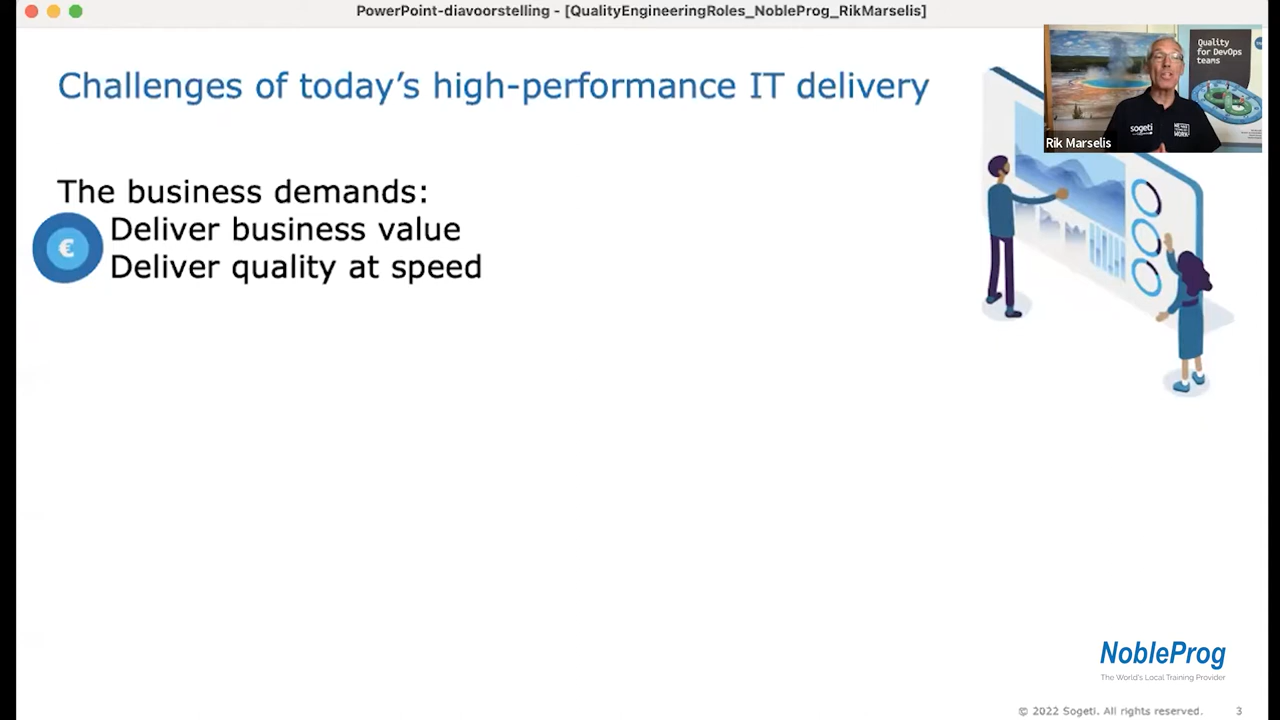 PowerPoint-diavoorstelling - [QualityEngineeringRoles_NobleProg_RikMarselis]
Challenges of today's high-performance IT delivery
Quality
for DevOps
teams
sogeti
Rik Marselis
The business demands:
€
Deliver business value
Deliver quality at speed
NobleProg
The World's Local Training Provider
© 2022 Sogeti. All rights reserved.
3